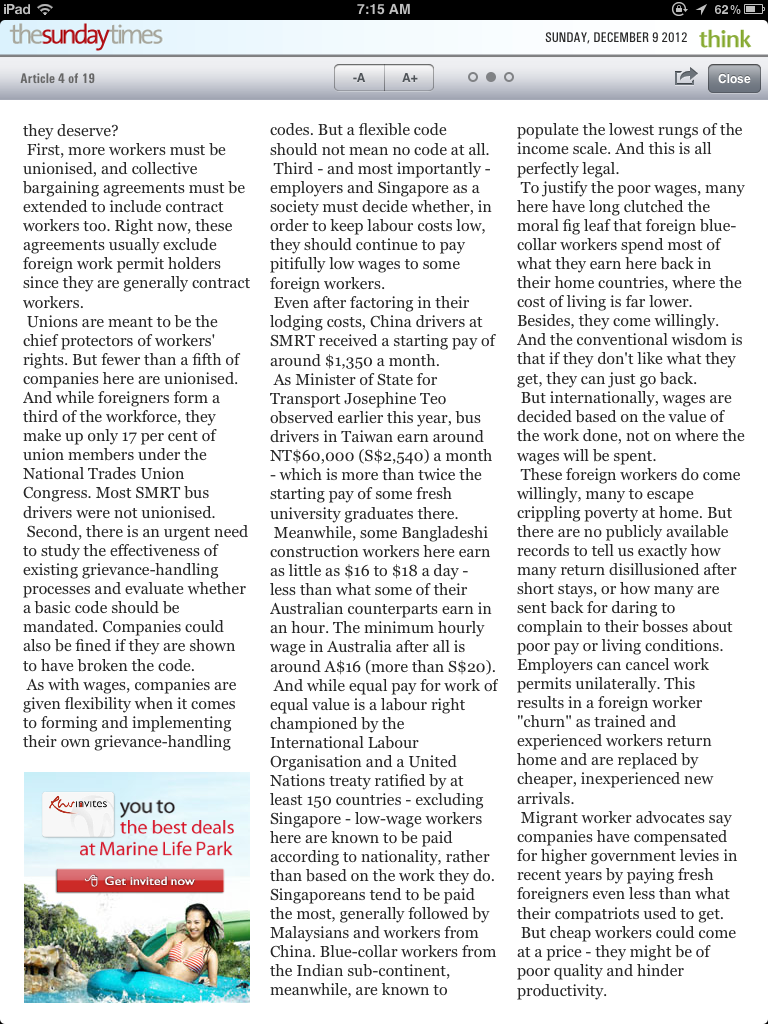 iPad
7:15 AM
62%
thesundaytimes
SUNDAY, DECEMBER 9 2012
think
Article 4 of 19
-A
A+
Close
they deserve?
First, more workers must be
unionised, and collective
bargaining agreements must be
extended to include contract
workers too. Right now, these
agreements usually exclude
foreign work permit holders
since they are generally contract
workers.
Unions are meant to be the
chief protectors of workers'
rights. But fewer than a fifth of
companies here are unionised.
And while foreigners form a
third of the workforce, they
make up only 17 per cent of
union members under the
National Trades Union
Congress. Most SMRT bus
drivers were not unionised.
Second, there is an urgent need
to study the effectiveness of
existing grievance-handling
processes and evaluate whether
a basic code should be
mandated. Companies could
also be fined if they are shown
to have broken the code.
As with wages, companies are
given flexibility when it comes
to forming and implementing
their own grievance-handling
codes. But a flexible code
should not mean no code at all.
Third - and most importantly -
employers and Singapore as a
society must decide whether, in
order to keep labour costs low,
they should continue to pay
pitifully low wages to some
foreign workers.
Even after factoring in their
lodging costs, China drivers at
SMRT received a starting pay of
around $1,350 a month.
As Minister of State for
Transport Josephine Teo
observed earlier this year, bus
drivers in Taiwan earn around
NT$60,000 (S$2,540) a month
- which is more than twice the
starting pay of some fresh
university graduates there.
Meanwhile, some Bangladeshi
construction workers here earn
as little as $16 to $18 a day -
less than what some of their
Australian counterparts earn in
an hour. The minimum hourly
wage in Australia after all is
around A$16 (more than S$20).
And while equal pay for work of
equal value is a labour right
championed by the
International Labour
Organisation and a United
Nations treaty ratified by at
least 150 countries - excluding
Singapore - low-wage workers
here are known to be paid
according to nationality, rather
than based on the work they do.
Singaporeans tend to be paid
the most, generally followed by
Malaysians and workers from
China. Blue-collar workers from
the Indian sub-continent,
meanwhile, are known to
populate the lowest rungs of the
income scale. And this is all
perfectly legal.
To justify the poor wages, many
here have long clutched the
moral fig leaf that foreign blue-
collar workers spend most of
what they earn here back in
their home countries, where the
cost of living is far lower.
Besides, they come willingly.
And the conventional wisdom is
that if they don't like what they
get, they can just go back.
But internationally, wages are
decided based on the value of
the work done, not on where the
wages will be spent.
These foreign workers do come
willingly, many to escape
crippling poverty at home. But
there are no publicly available
records to tell us exactly how
many return disillusioned after
short stays, or how many are
sent back for daring to
complain to their bosses about
poor pay or living conditions.
Employers can cancel work
permits unilaterally. This
results in a foreign worker
"churn" as trained and
experienced workers return
home and are replaced by
cheaper, inexperienced new
arrivals.
Migrant worker advocates say
companies have compensated
for higher government levies in
recent years by paying fresh
foreigners even less than what
their compatriots used to get.
But cheap workers could come
at a price - they might be of
poor quality and hinder
productivity.
RWS invites
you to
the best deals
at Marine Life Park
Get invited now